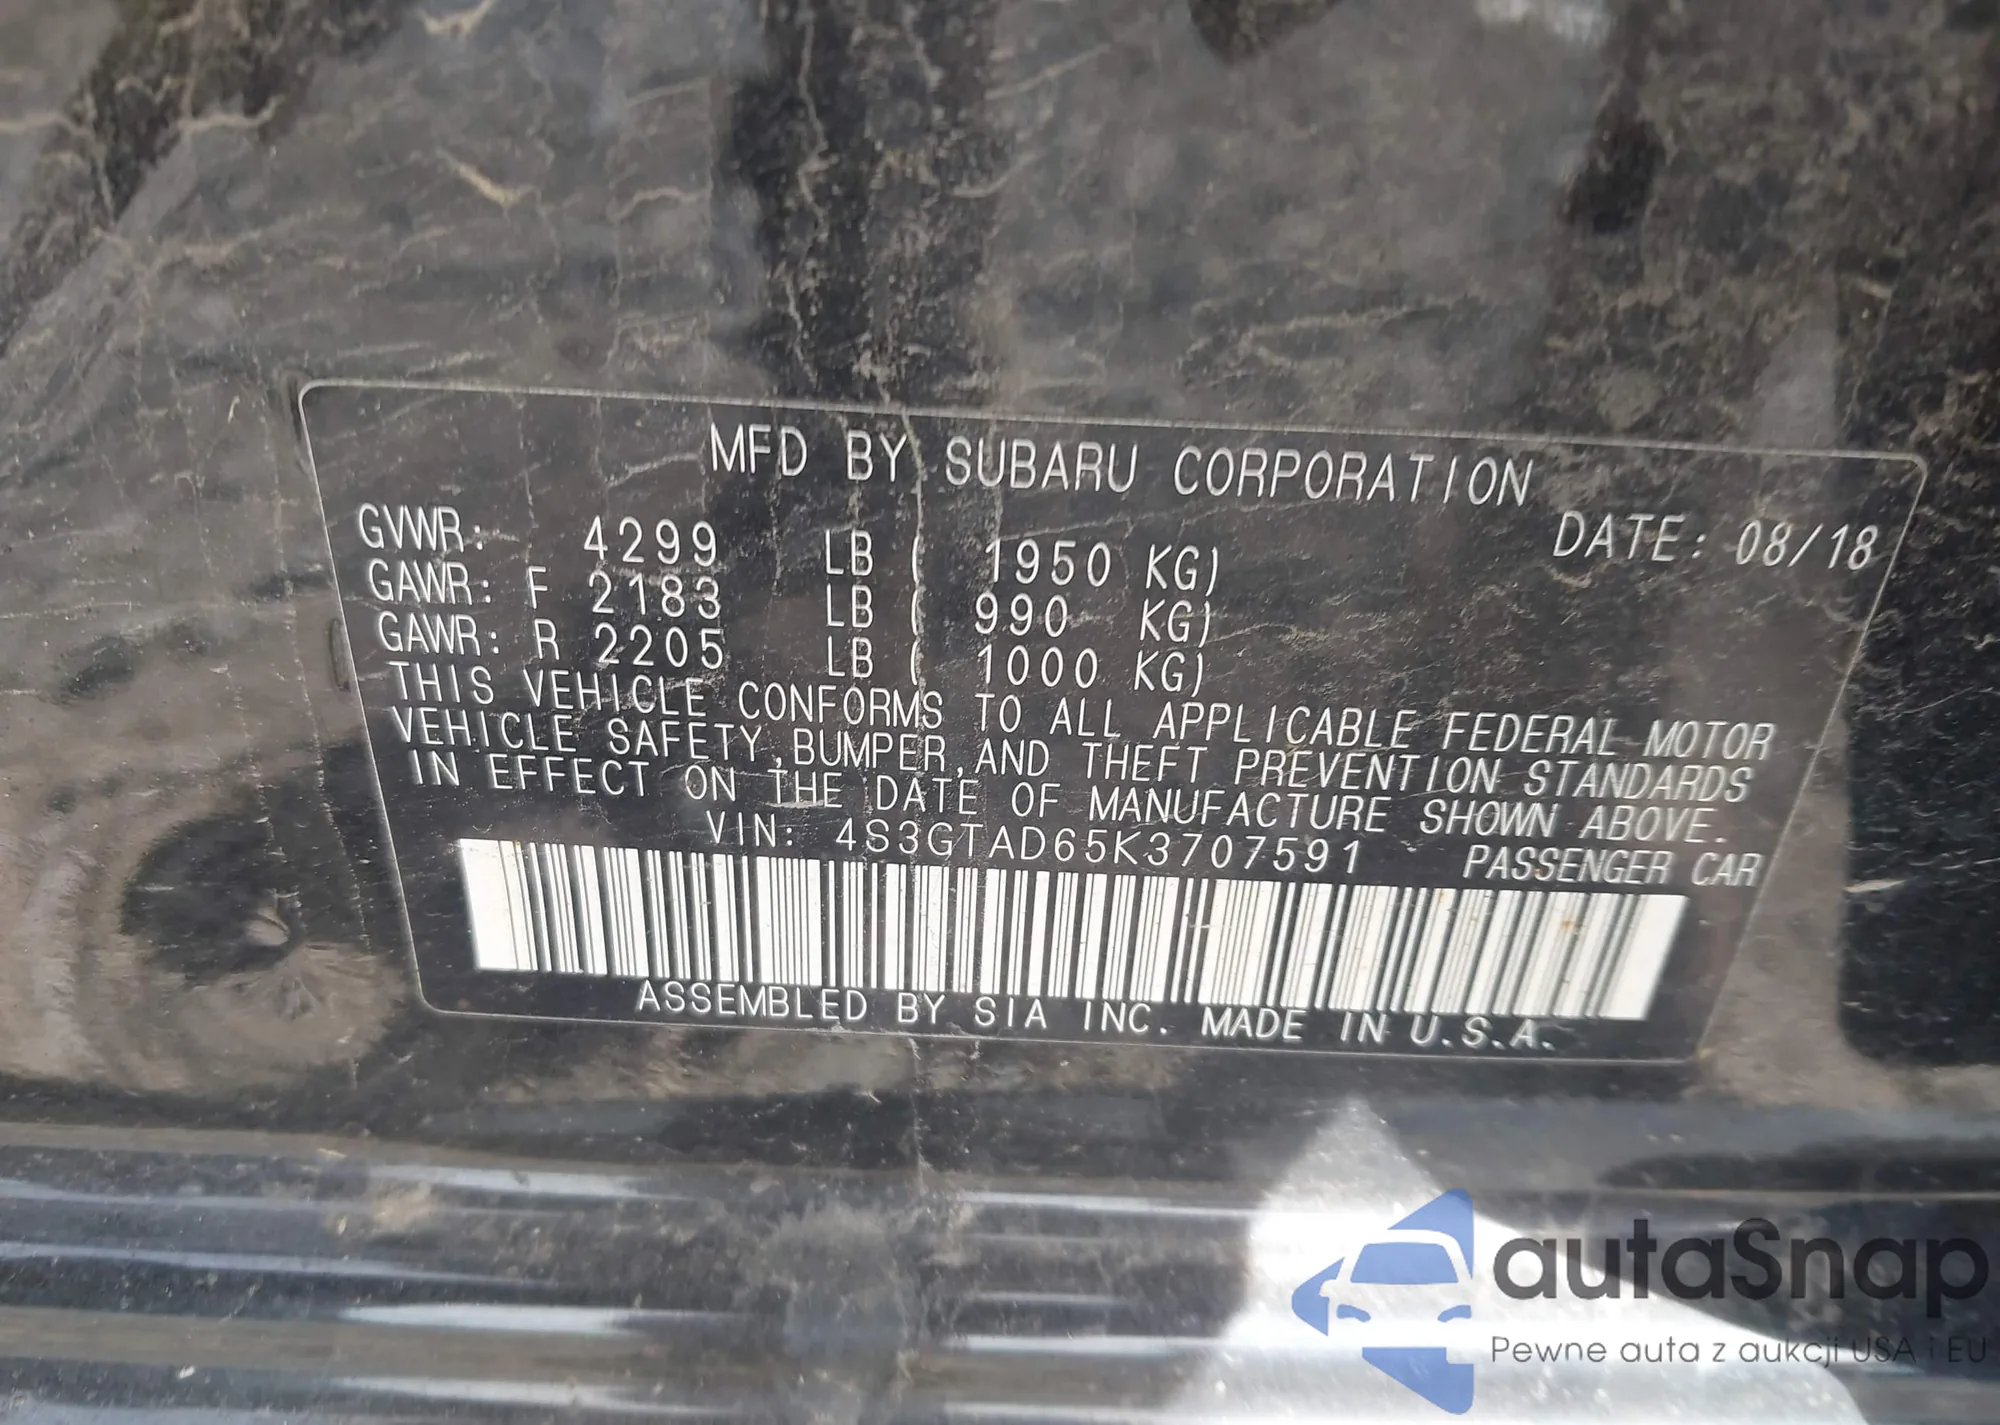 MFD BY SUBARU CORPORATION
DATE: 08/18
GVWR: 4299 LB ( 1950 KG)
GAWR: F 2183 LB ( 990 KG)
GAWR: R 2205 LB ( 1000 KG)
THIS VEHICLE CONFORMS TO ALL APPLICABLE FEDERAL MOTOR
VEHICLE SAFETY,BUMPER,AND THEFT PREVENTION STANDARDS
IN EFFECT ON THE DATE OF MANUFACTURE SHOWN ABOVE.
VIN: 4S3GTAD65K3707591 PASSENGER CAR
ASSEMBLED BY SIA INC. MADE IN U.S.A.
autaSnap
Pewne auta z aukcji USA i EU